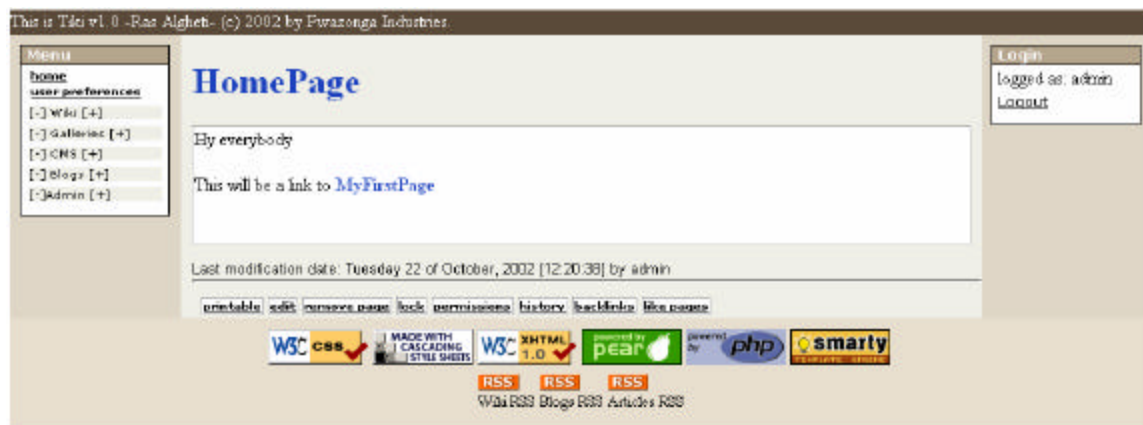 This is Tiki v1.0 -Ras Algheti- (c) 2002 by Fwazonga Industries.
Menu
home
user preferences
[-] Wiki [+]
[-] Galleries [+]
[-] CMS [+]
[-] Blogs [+]
[-]Admin [+]
HomePage
Hy everybody
This will be a link to MyFirstPage
Last modification date: Tuesday 22 of October, 2002 [12:20:38] by admin
printable edit remove page lock permissions history backlinks like pages
Login
logged as: admin
Logout
W3C css
MADE WITH
CASCADING
STYLE SHEETS
W3C XHTML
1.0
powered by
pear
powered
by php
smarty
TEMPLATE ENGINE
RSS RSS RSS
Wiki RSS Blogs RSS Articles RSS